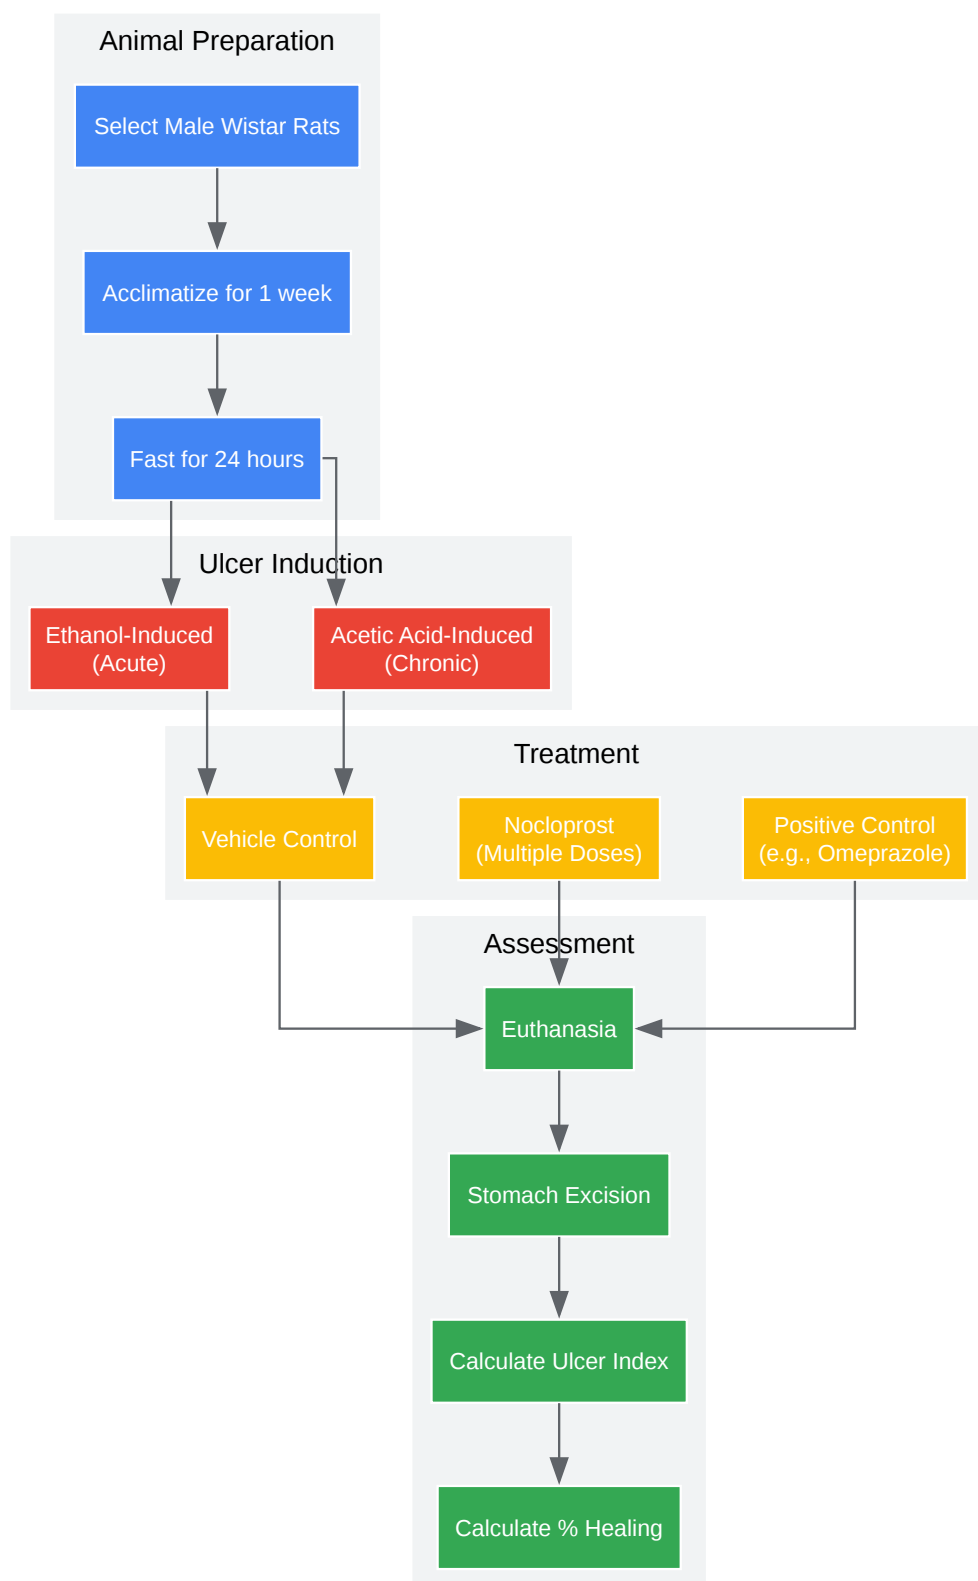 Animal Preparation
Select Male Wistar Rats
Acclimatize for 1 week
Fast for 24 hours
Ulcer Induction
Ethanol-Induced
(Acute)
Acetic Acid-Induced
(Chronic)
Treatment
Vehicle Control
Nocloprost
(Multiple Doses)
Positive Control
(e.g., Omeprazole)
Assessment
Euthanasia
Stomach Excision
Calculate Ulcer Index
Calculate % Healing